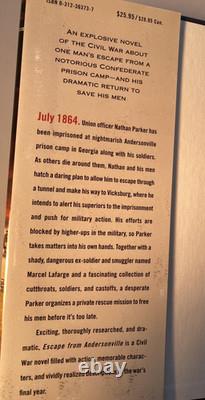 ISBN 0-312-36373-7
$25.95/$28.95 Can.
AN EXPLOSIVE NOVEL
OF THE CIVIL WAR ABOUT
ONE MAN'S ESCAPE FROM A
NOTORIOUS CONFEDERATE
PRISON CAMP—AND HIS
DRAMATIC RETURN TO
SAVE HIS MEN
July 1864. Union officer Nathan Parker has
been imprisoned at nightmarish Andersonville
prison camp in Georgia along with his soldiers.
As others die around them, Nathan and his men
hatch a daring plan to allow him to escape through
a tunnel and make his way to Vicksburg, where he
intends to alert his superiors to the imprisonment
and push for military action. His efforts are
blocked by higher-ups in the military, so Parker
takes matters into his own hands. Together with a
shady, dangerous ex-soldier and smuggler named
Marcel Lafarge and a fascinating collection of
cutthroats, soldiers, and castoffs, a desperate
Parker organizes a private rescue mission to free
his men before it's too late.
Exciting, thoroughly researched, and dra-
matic, Escape from Andersonville is a Civil
War novel filled with action, memorable charac-
ters, and vividly realized descriptions of the war's
final year.
ebay